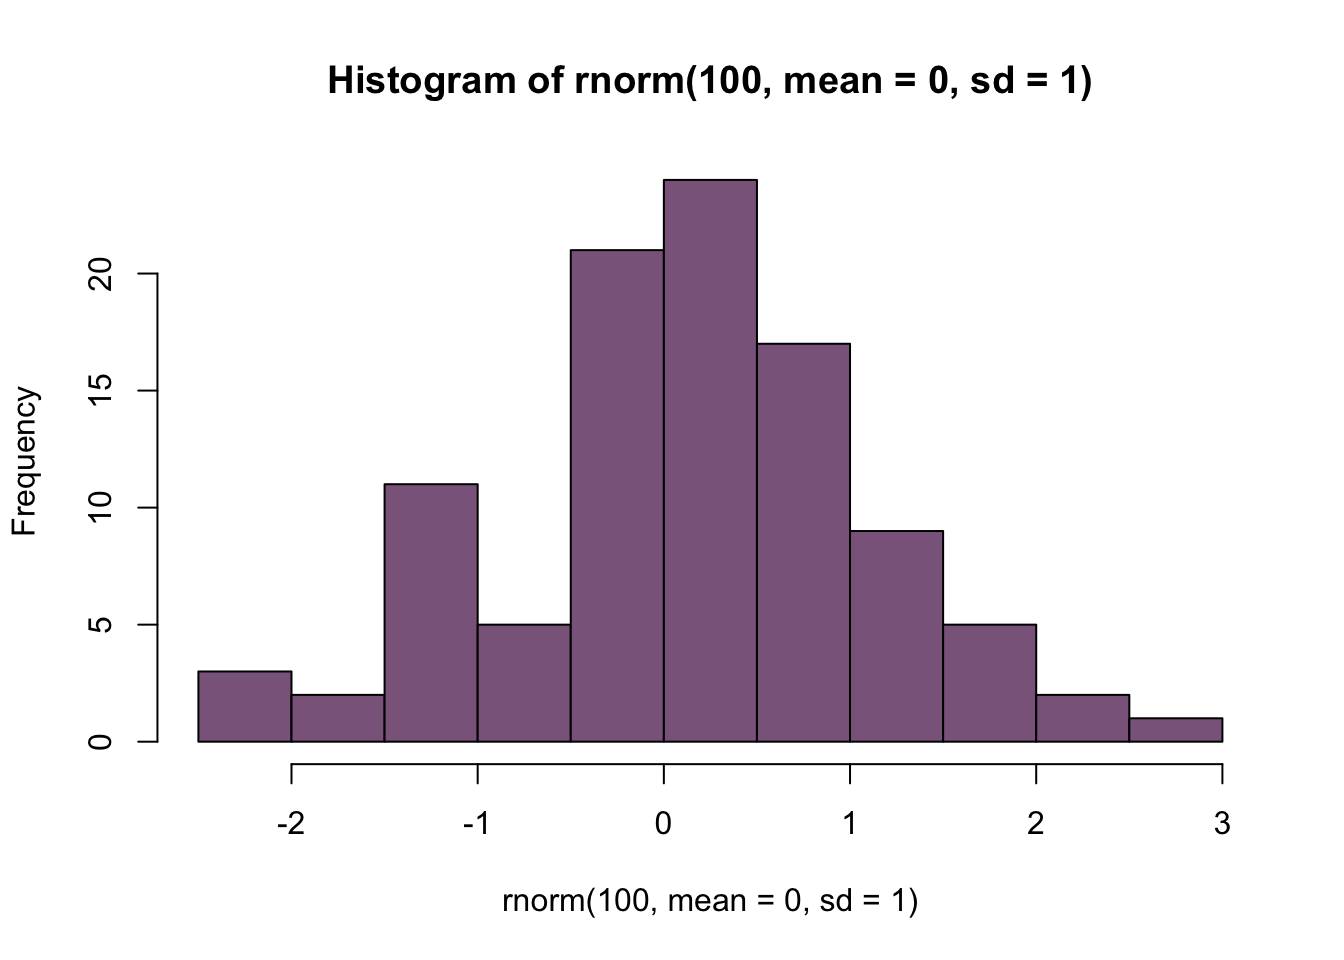 Histogram of rnorm(100, mean = 0, sd = 1)
Frequency
20
15
10
5
0
-2 -1 0 1 2 3
rnorm(100, mean = 0, sd = 1)